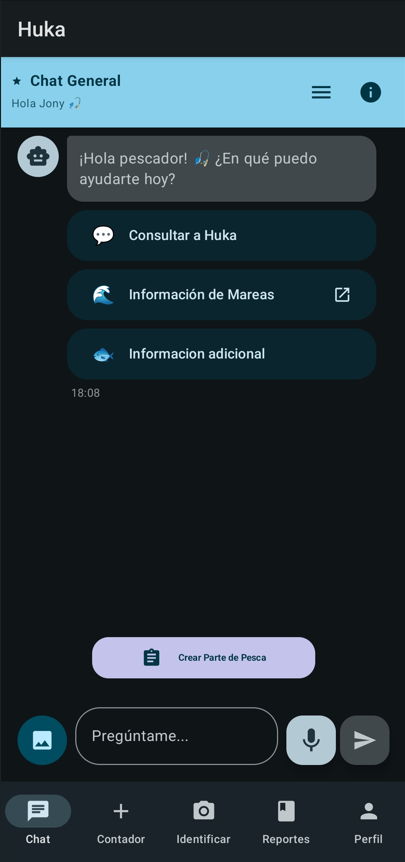 Huka
Chat General
Hola Jony 🎣
¡Hola pescador! 🎣 ¿En qué puedo
ayudarte hoy?
Consultar a Huka
Información de Mareas
Informacion adicional
18:08
Crear Parte de Pesca
Pregúntame...
Chat
Contador
Identificar
Reportes
Perfil